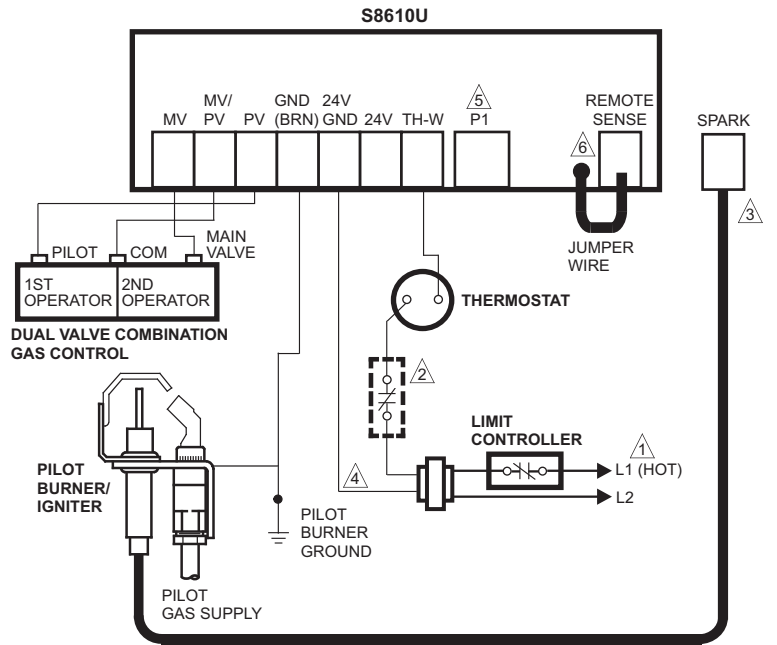 S8610U
MV
MV/
PV
PV
GND
(BRN)
24V
GND
24V
TH-W
5
P1
REMOTE
SENSE
SPARK
6
3
JUMPER
WIRE
PILOT
COM
MAIN
VALVE
1ST
OPERATOR
2ND
OPERATOR
DUAL VALVE COMBINATION
GAS CONTROL
THERMOSTAT
2
LIMIT
CONTROLLER
1
L1 (HOT)
L2
4
PILOT
BURNER/
IGNITER
PILOT
BURNER
GROUND
PILOT
GAS SUPPLY